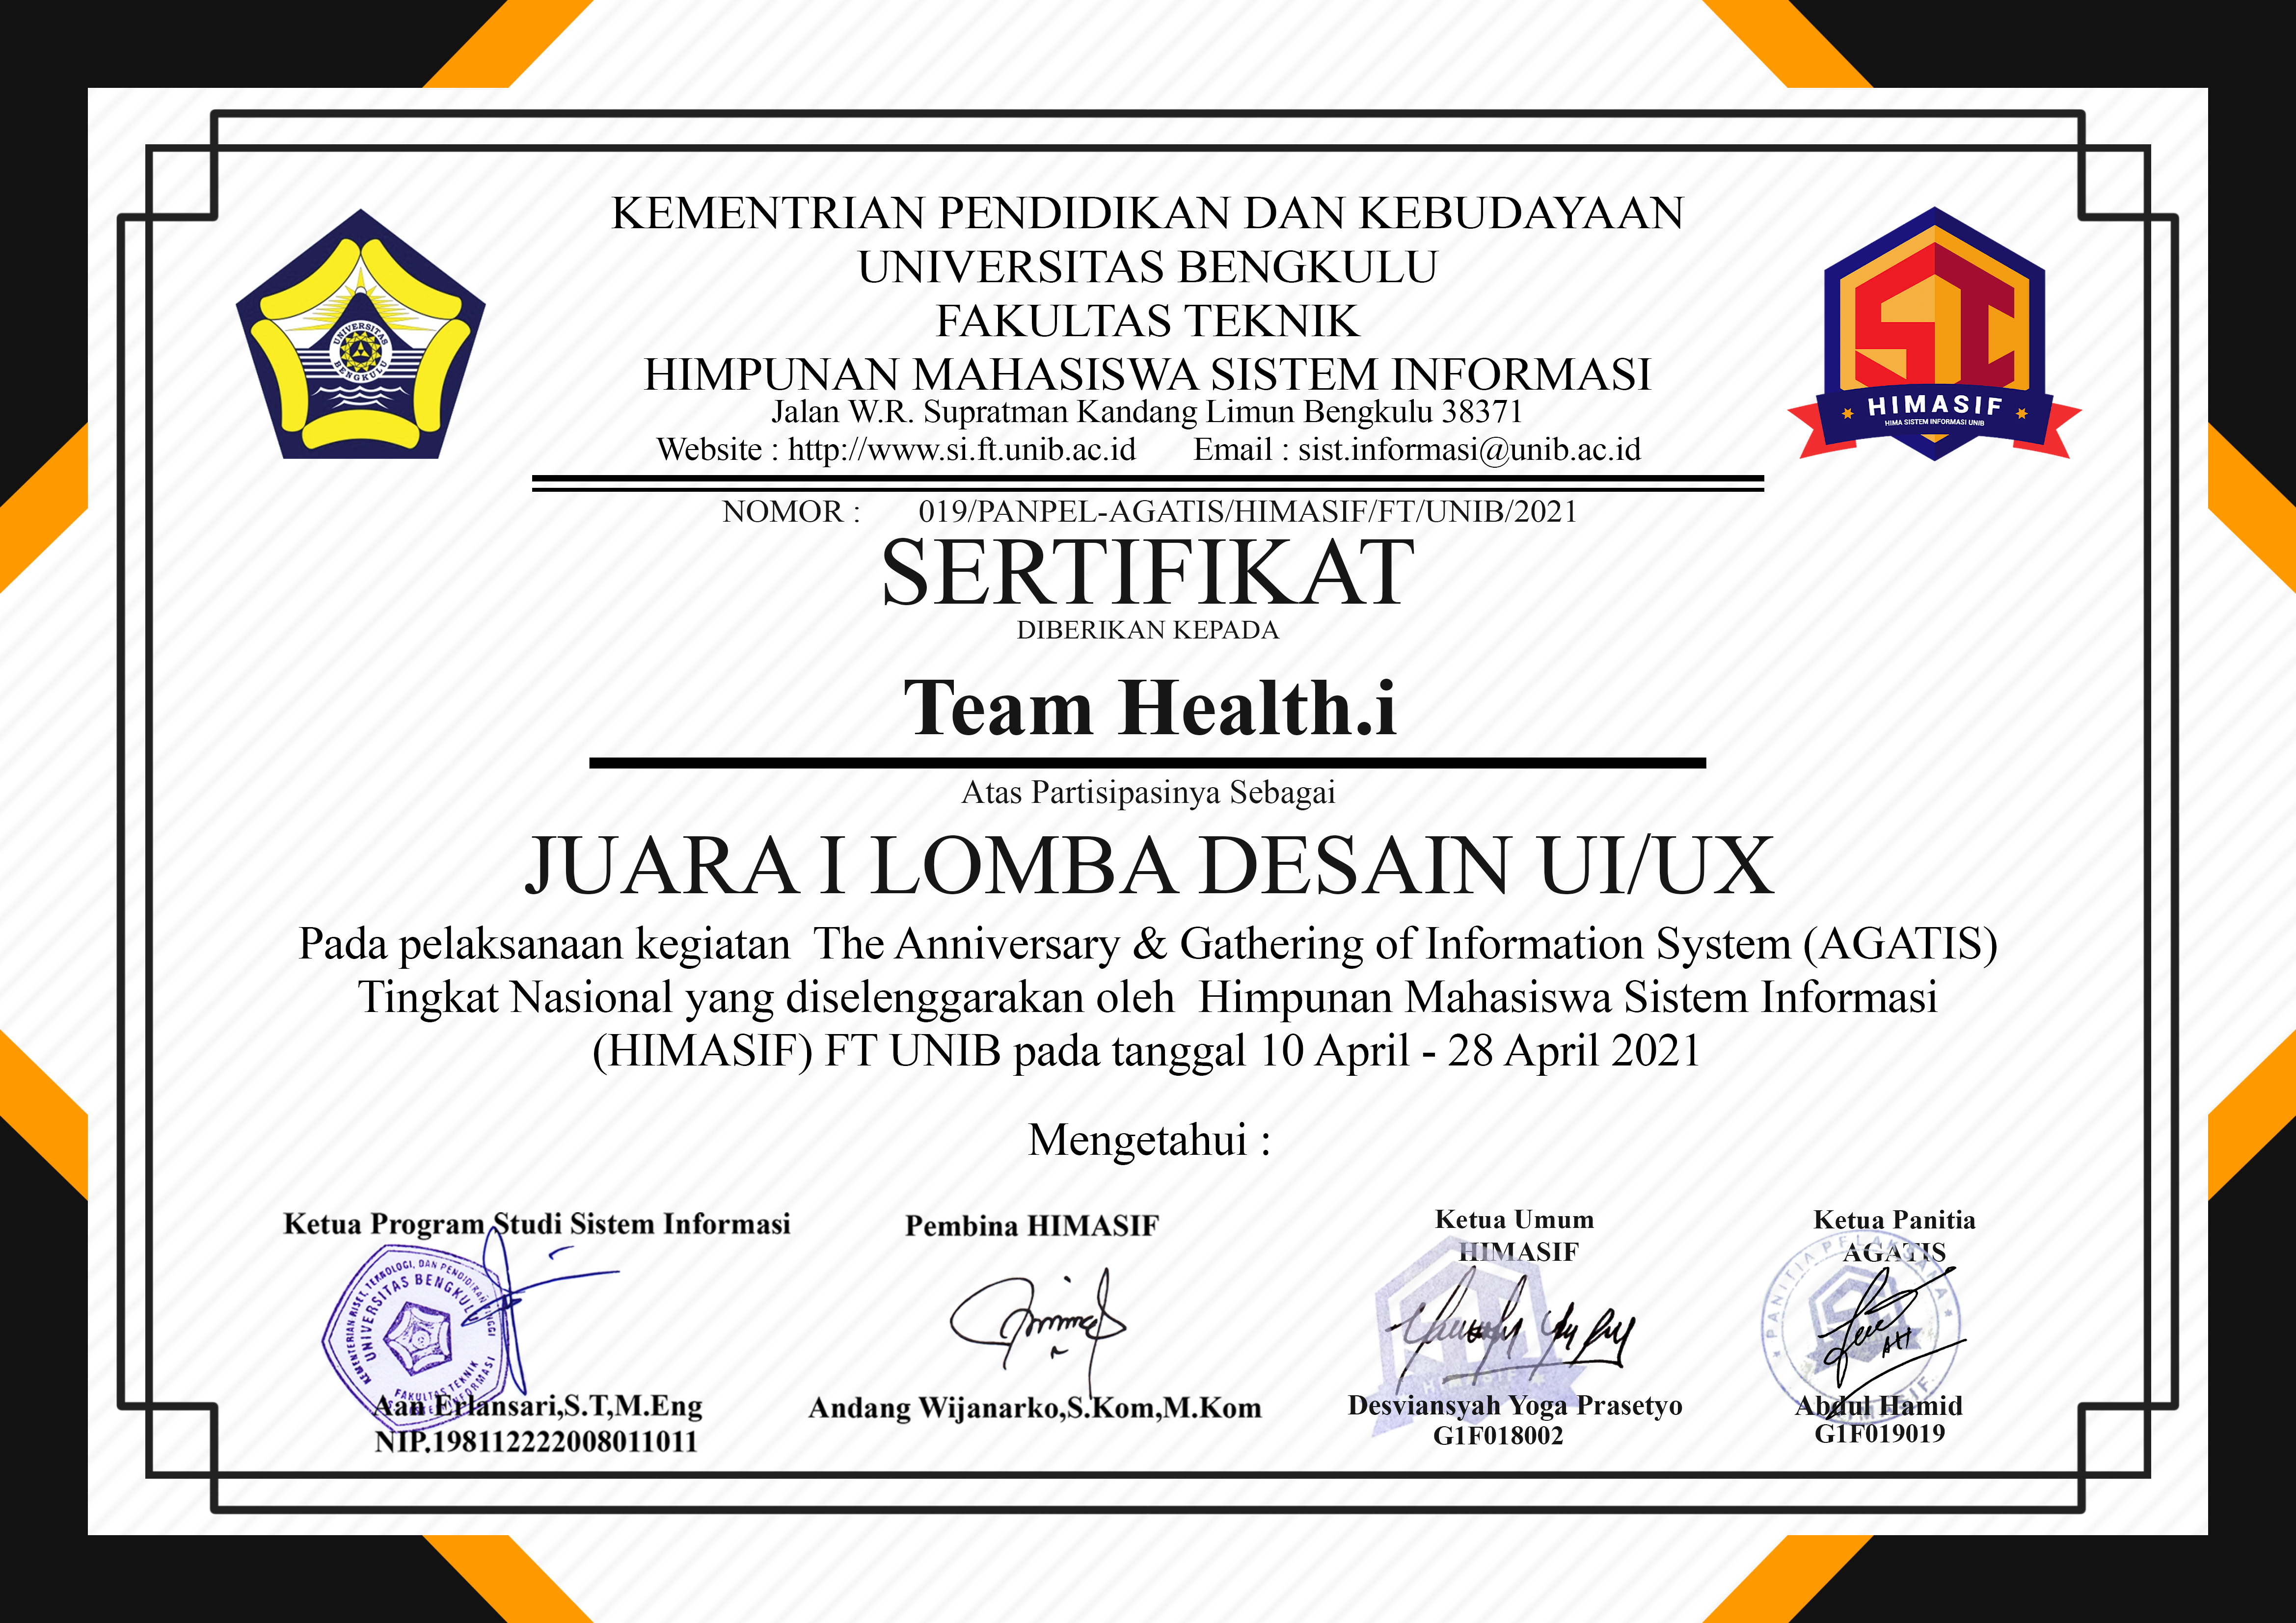 KEMENTRIAN PENDIDIKAN DAN KEBUDAYAAN
UNIVERSITAS BENGKULU
FAKULTAS TEKNIK
HIMPUNAN MAHASISWA SISTEM INFORMASI
Jalan W.R. Supratman Kandang Limun Bengkulu 38371
Website : http://www.si.ft.unib.ac.id Email : sist.informasi@unib.ac.id
UNIVERSITAS BENGKULU
SI
HIMASIF
HIMA SISTEM INFORMASI UNIB
NOMOR : 019/PANPEL-AGATIS/HIMASIF/FT/UNIB/2021
SERTIFIKAT
DIBERIKAN KEPADA
Team Health.i
Atas Partisipasinya Sebagai
JUARA I LOMBA DESAIN UI/UX
Pada pelaksanaan kegiatan The Anniversary & Gathering of Information System (AGATIS)
Tingkat Nasional yang diselenggarakan oleh Himpunan Mahasiswa Sistem Informasi
(HIMASIF) FT UNIB pada tanggal 10 April - 28 April 2021
Mengetahui :
Ketua Program Studi Sistem Informasi
KEMENTERIAN RISET, TEKNOLOGI, DAN PENDIDIKAN TINGGI
UNIVERSITAS BENGKULU
FAKULTAS TEKNIK
Aan Erlansari,S.T,M.Eng
NIP.198112222008011011
Pembina HIMASIF
Andang Wijanarko,S.Kom,M.Kom
Ketua Umum
HIMASIF
HIMASIF
Desviansyah Yoga Prasetyo
G1F018002
Ketua Panitia
AGATIS
PANITIA PELAKSANA
HIMASIF
Abdul Hamid
G1F019019